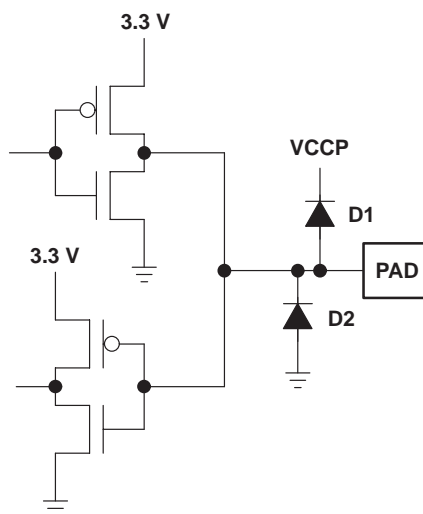 3.3 V
VCCP
D1
3.3 V
PAD
D2